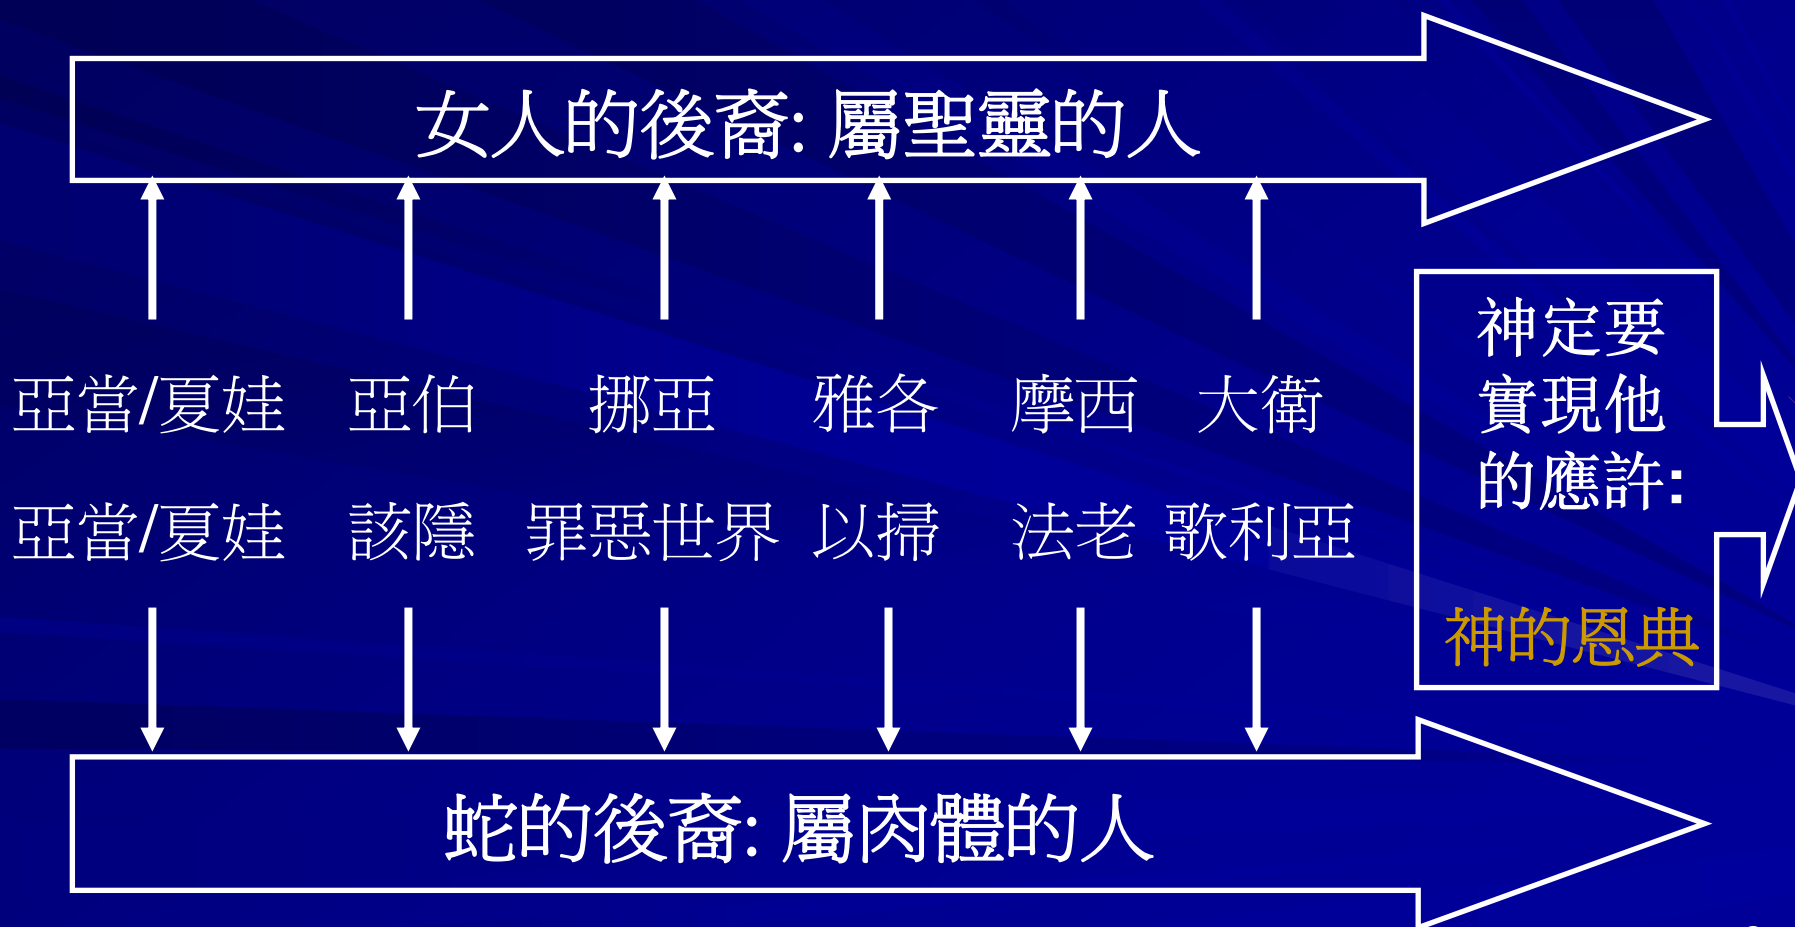 女人的後裔: 屬聖靈的人
亞當/夏娃 亞伯 挪亞 雅各 摩西 大衛
亞當/夏娃 該隱 罪惡世界 以掃 法老 歌利亞
神定要
實現他
的應許:
神的恩典
蛇的後裔: 屬肉體的人